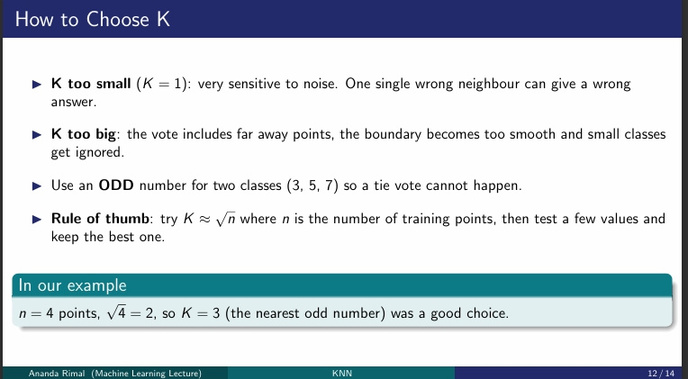 How to Choose K
▶ K too small (K = 1): very sensitive to noise. One single wrong neighbour can give a wrong
answer.
▶ K too big: the vote includes far away points, the boundary becomes too smooth and small classes
get ignored.
▶ Use an ODD number for two classes (3, 5, 7) so a tie vote cannot happen.
▶ Rule of thumb: try K ≈ √n where n is the number of training points, then test a few values and
keep the best one.
In our example
n = 4 points, √4 = 2, so K = 3 (the nearest odd number) was a good choice.
Ananda Rimal (Machine Learning Lecture) KNN 12 / 14